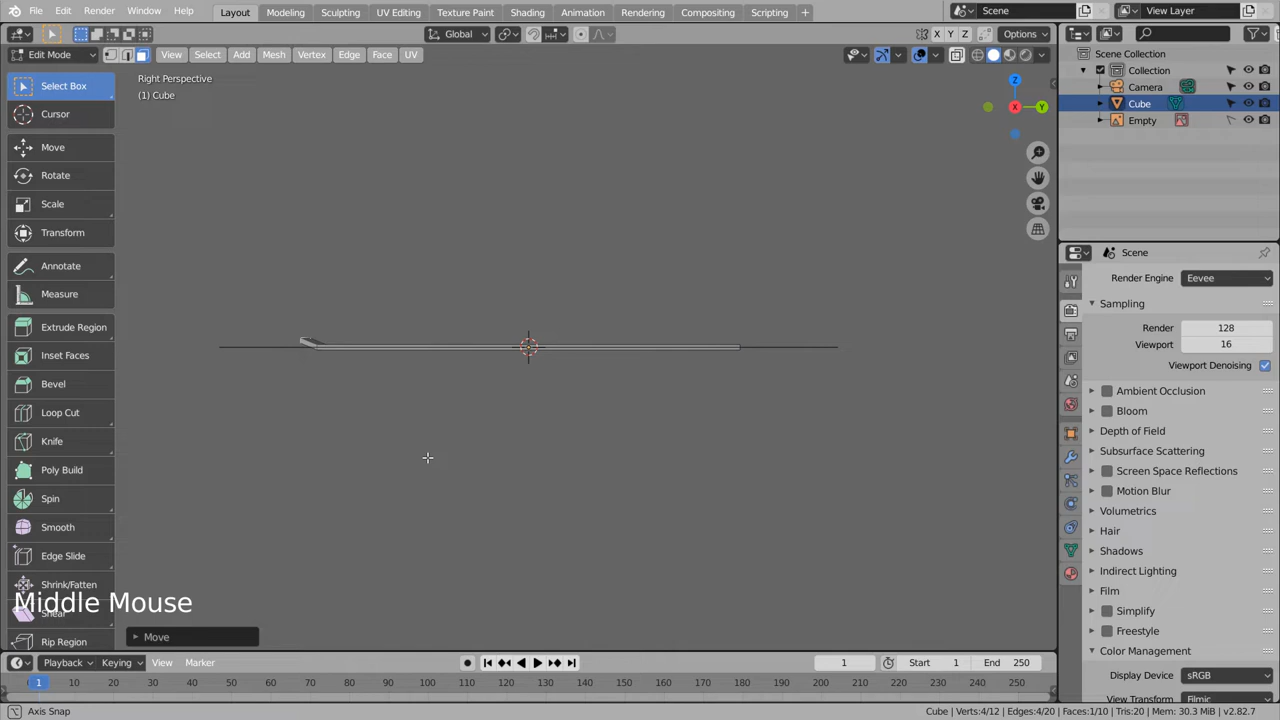 File Edit Render Window Help Layout Modeling Sculpting UV Editing Texture Paint Shading Animation Rendering Compositing Scripting + Scene View Layer
Global X Y Z Options
Edit Mode View Select Add Mesh Vertex Edge Face UV
Select Box
Cursor
Move
Rotate
Scale
Transform
Annotate
Measure
Extrude Region
Inset Faces
Bevel
Loop Cut
Knife
Poly Build
Spin
Smooth
Edge Slide
Shrink/Fatten
Shear
Rip Region
Right Perspective
(1) Cube
Z
X
Y
Middle Mouse
Move
Scene Collection
Collection
Camera
Cube
Empty
Scene
Render Engine Eevee
Sampling
Render 128
Viewport 16
Viewport Denoising
Ambient Occlusion
Bloom
Depth of Field
Subsurface Scattering
Screen Space Reflections
Motion Blur
Volumetrics
Hair
Shadows
Indirect Lighting
Film
Simplify
Freestyle
Color Management
Display Device sRGB
View Transform Filmic
Playback Keying View Marker 1 Start 1 End 250
1 10 20 30 40 50 60 70 80 90 100 110 120 130 140 150 160 170 180 190 200 210 220 230 240 250
Axis Snap
Cube | Verts:4/12 | Edges:4/20 | Faces:1/10 | Tris:20 | Mem: 30.3 MiB | v2.82.7